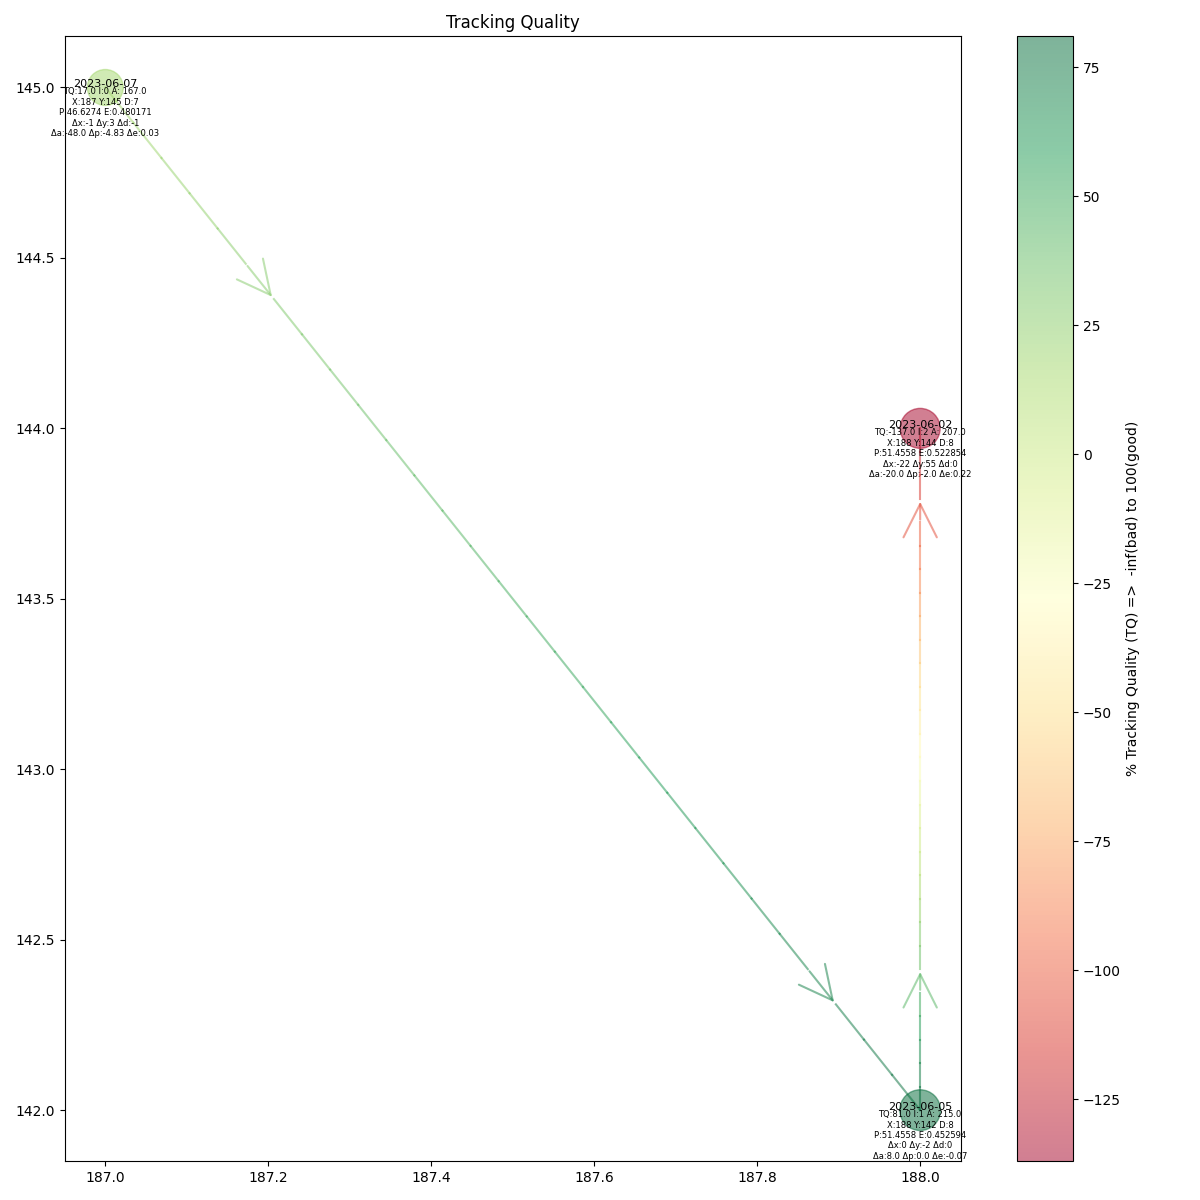 Tracking Quality
145.0
144.5
144.0
143.5
143.0
142.5
142.0
187.0
187.2
187.4
187.6
187.8
188.0
2023-06-07
TQ:17.0 I:0 A: 167.0
X:187 Y:145 D:7
P:46.6274 E:0.480171
Δx:-1 Δy:3 Δd:-1
Δa:-48.0 Δp:-4.83 Δe:0.03
2023-06-02
TQ:-137.0 I:2 A: 207.0
X:188 Y:144 D:8
P:51.4558 E:0.522854
Δx:-22 Δy:55 Δd:0
Δa:-20.0 Δp:-2.0 Δe:0.22
2023-06-05
TQ:81.0 I:1 A: 215.0
X:188 Y:142 D:8
P:51.4558 E:0.452594
Δx:0 Δy:-2 Δd:0
Δa:8.0 Δp:0.0 Δe:-0.07
75
50
25
0
−25
−50
−75
−100
−125
% Tracking Quality (TQ) =>  -inf(bad) to 100(good)